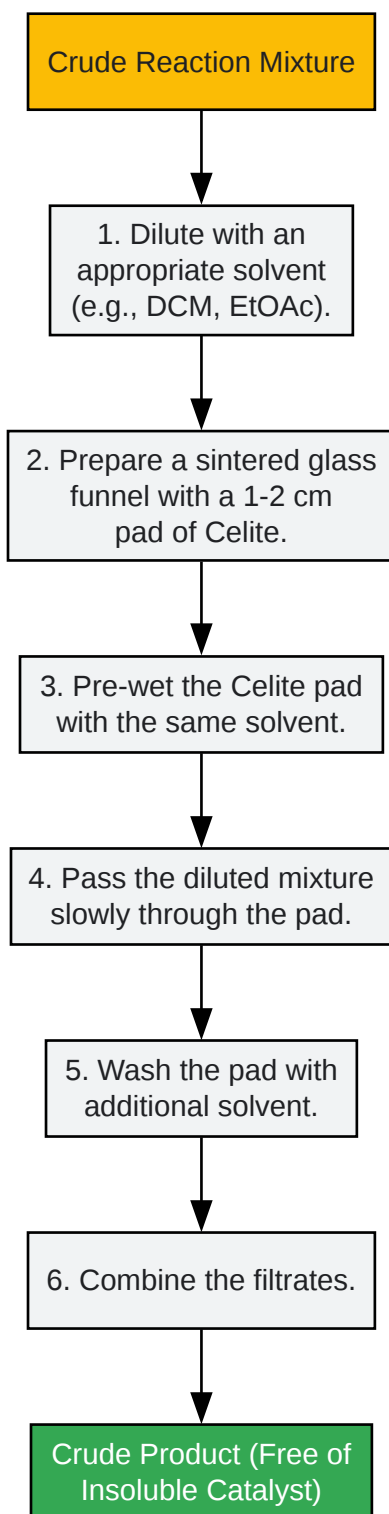 Crude Reaction Mixture
1. Dilute with an
appropriate solvent
(e.g., DCM, EtOAc).
2. Prepare a sintered glass
funnel with a 1-2 cm
pad of Celite.
3. Pre-wet the Celite pad
with the same solvent.
4. Pass the diluted mixture
slowly through the pad.
5. Wash the pad with
additional solvent.
6. Combine the filtrates.
Crude Product (Free of
Insoluble Catalyst)